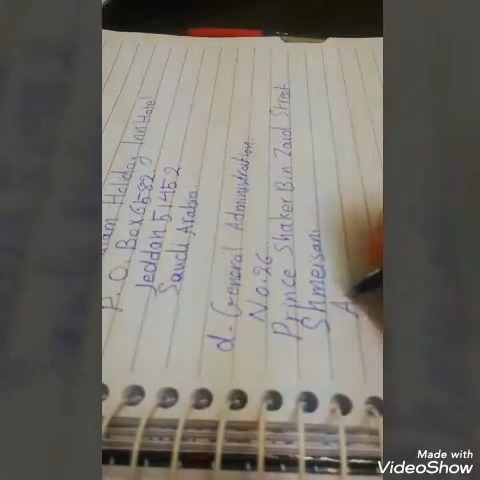 Holiday Inn Hotel
P.O. Box 6582
Jeddah 51452
Saudi Araba
d- General Administration.
No.26
Prince Shaker Bin Zaid Street
Shmeisani
A
Made with
VideoShow